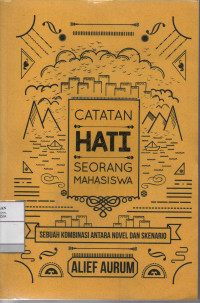 CATATAN
HATI
SEORANG
MAHASISWA
SEBUAH KOMBINASI ANTARA NOVEL DAN SKENARIO
ALIEF AURUM